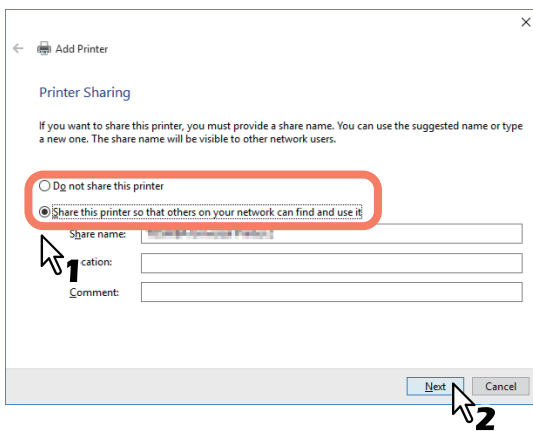 Add Printer
Printer Sharing
If you want to share this printer, you must provide a share name. You can use the suggested name or type
a new one. The share name will be visible to other network users.
Do not share this printer
Share this printer so that others on your network can find and use it
Share name:
cation:
1
Comment:
Next Cancel
2